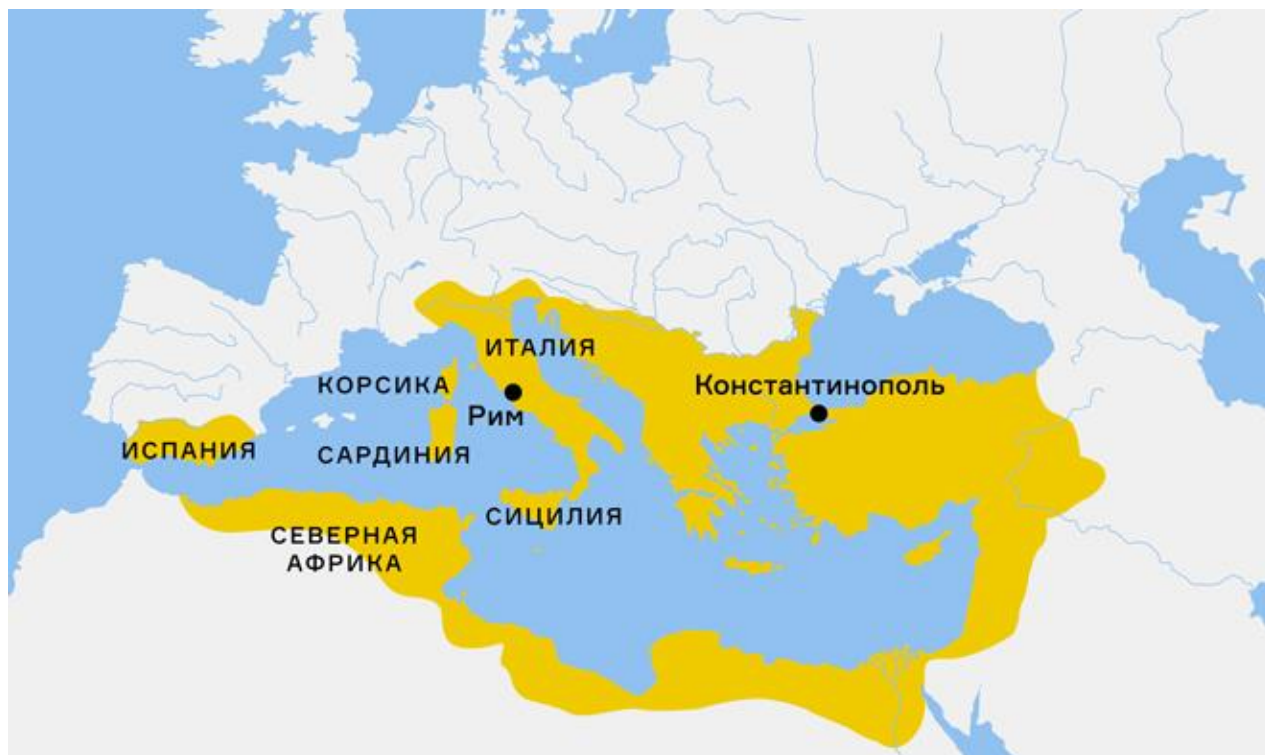 ИТАЛИЯ
КОРСИКА
Константинополь
Рим
ИСПАНИЯ
САРДИНИЯ
СИЦИЛИЯ
СЕВЕРНАЯ
АФРИКА